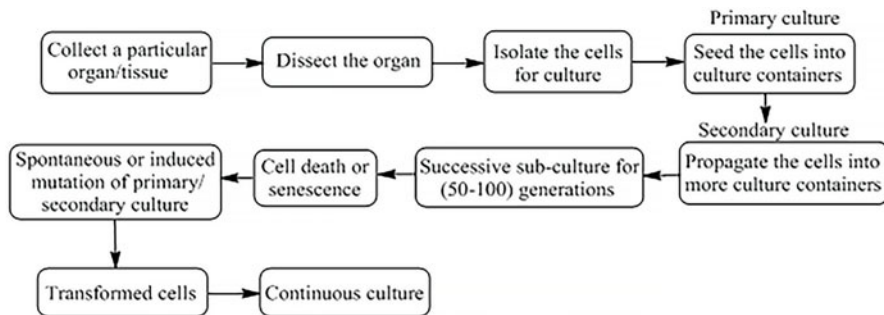 Primary culture
Collect a particular
organ/tissue
Dissect the organ
Isolate the cells
for culture
Seed the cells into
culture containers
Secondary culture
Propagate the cells into
more culture containers
Successive sub-culture for
(50-100) generations
Cell death or
senescence
Spontaneous or induced
mutation of primary/
secondary culture
Transformed cells
Continuous culture